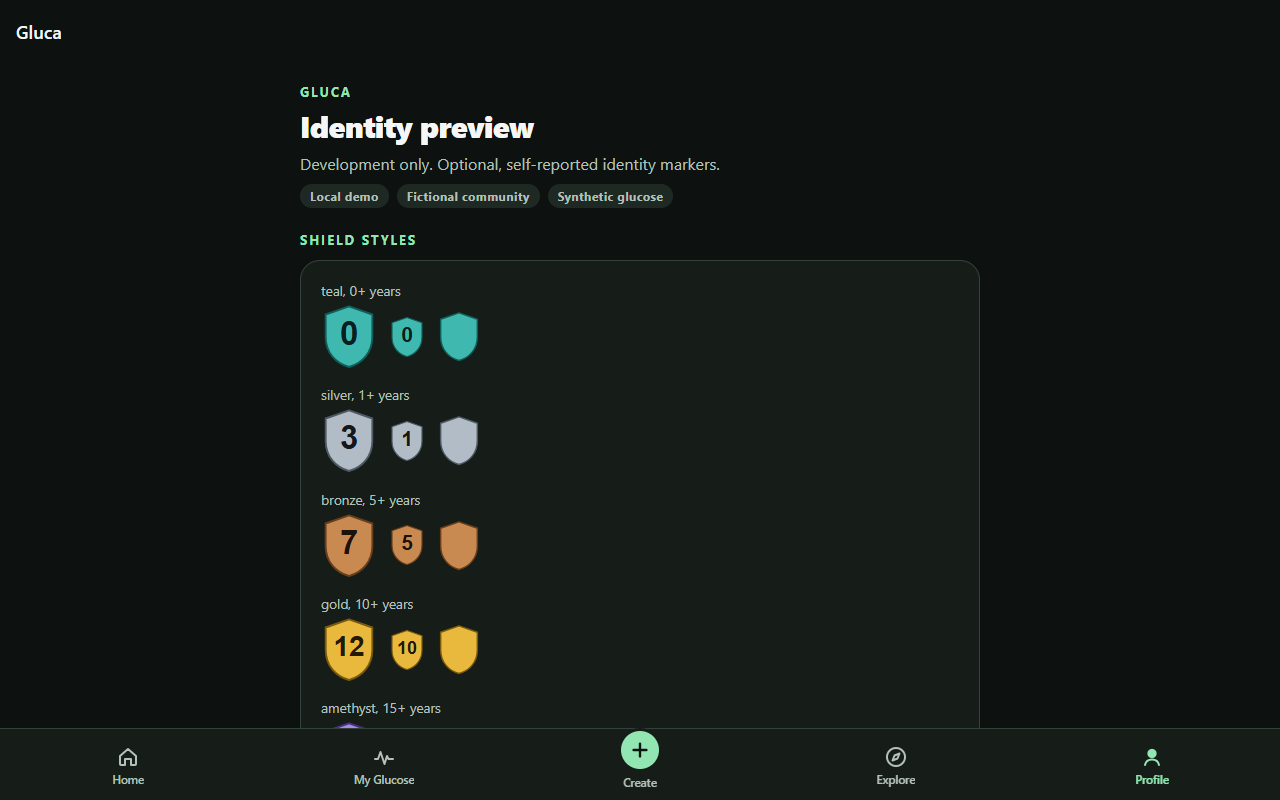 Gluca
GLUCA
Identity preview
Development only. Optional, self-reported identity markers.
Local demo Fictional community Synthetic glucose
SHIELD STYLES
teal, 0+ years
0 0
silver, 1+ years
3 1
bronze, 5+ years
7 5
gold, 10+ years
12 10
amethyst, 15+ years
Home My Glucose Create Explore Profile